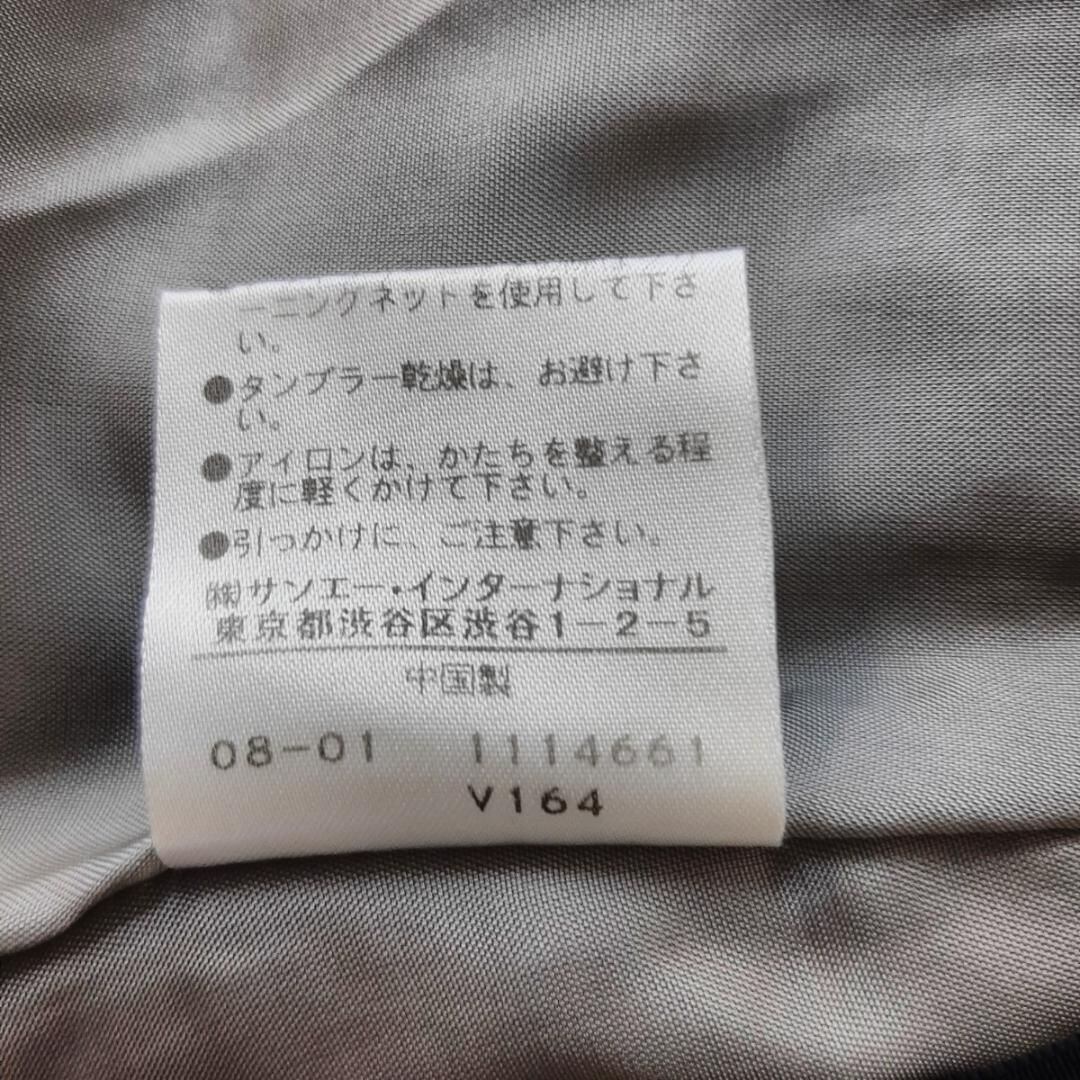 ーニングネットを使用して下さ
い。
●タンブラー乾燥は、お避け下さ
い。
●アイロンは、かたちを整える程
度に軽くかけて下さい。
●引っかけに、ご注意下さい。
㈱サンエー・インターナショナル
東京都渋谷区渋谷1-2-5
中国製
08-01 1114661
V164